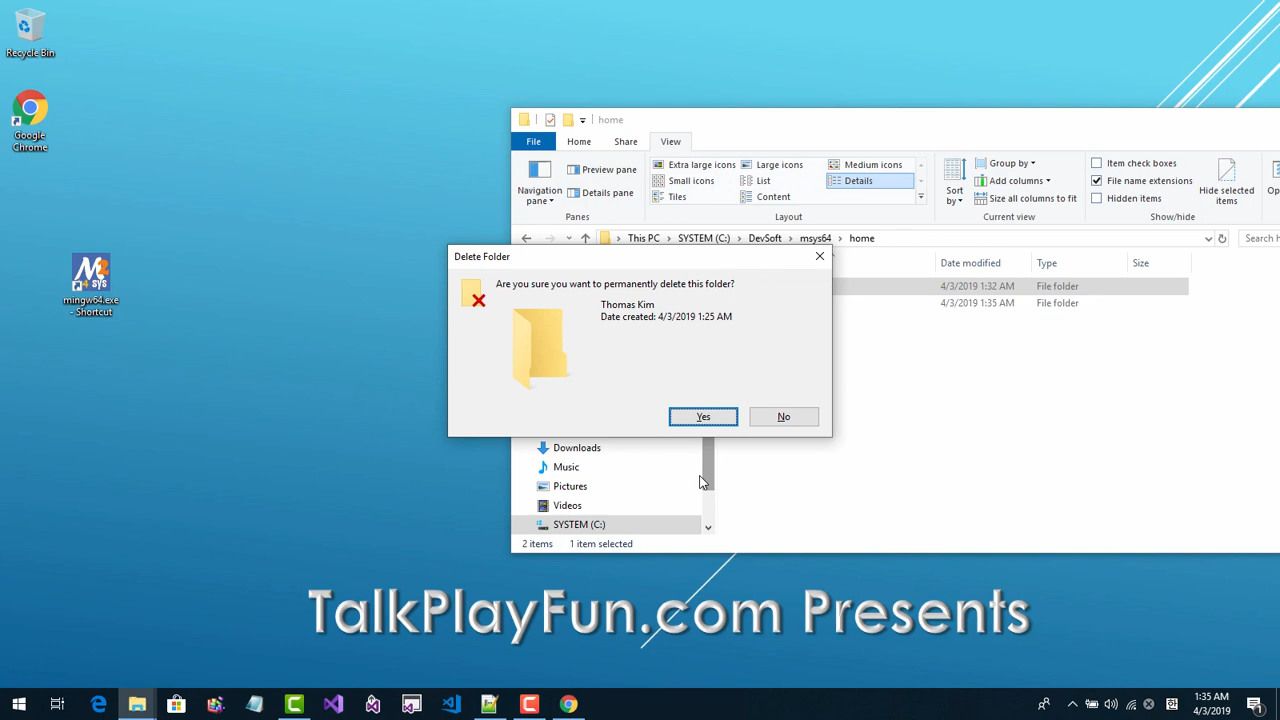 Recycle Bin
Google
Chrome
mingw64.exe
- Shortcut
home
File
Home
Share
View
Navigation
pane
Preview pane
Details pane
Panes
Extra large icons
Large icons
Medium icons
Small icons
List
Details
Tiles
Content
Layout
Sort
by
Group by
Add columns
Size all columns to fit
Current view
Item check boxes
File name extensions
Hidden items
Hide selected
items
Show/hide
This PC
SYSTEM (C:)
DevSoft
msys64
home
Search h
Date modified
Type
Size
4/3/2019 1:32 AM
File folder
4/3/2019 1:35 AM
File folder
Delete Folder
Are you sure you want to permanently delete this folder?
Thomas Kim
Date created: 4/3/2019 1:25 AM
Yes
No
Downloads
Music
Pictures
Videos
SYSTEM (C:)
2 items
1 item selected
TalkPlayFun.com Presents
1:35 AM
4/3/2019